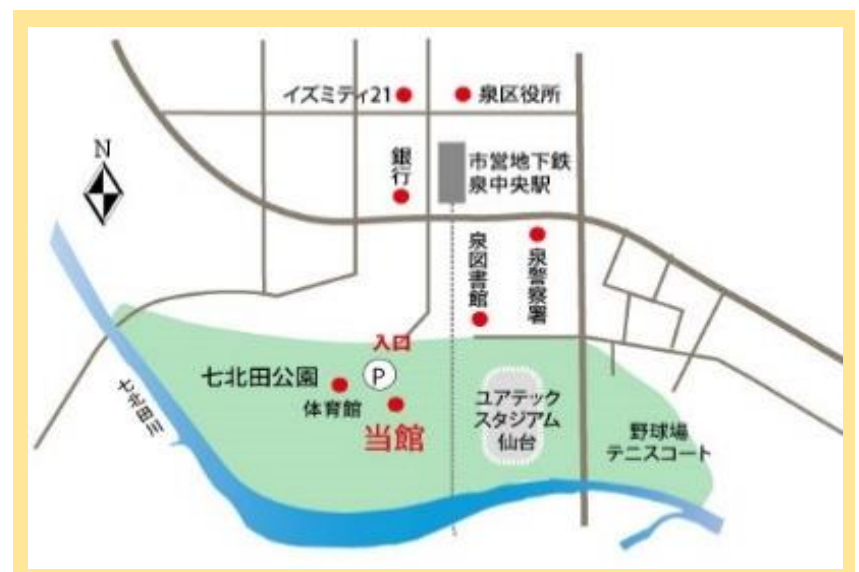 イズミティ21
泉区役所
N
銀行
市営地下鉄
泉中央駅
泉図書館
泉警察署
入口
P
七北田公園
体育館
当館
ユアテック
スタジアム
仙台
野球場
テニスコート
七北田川